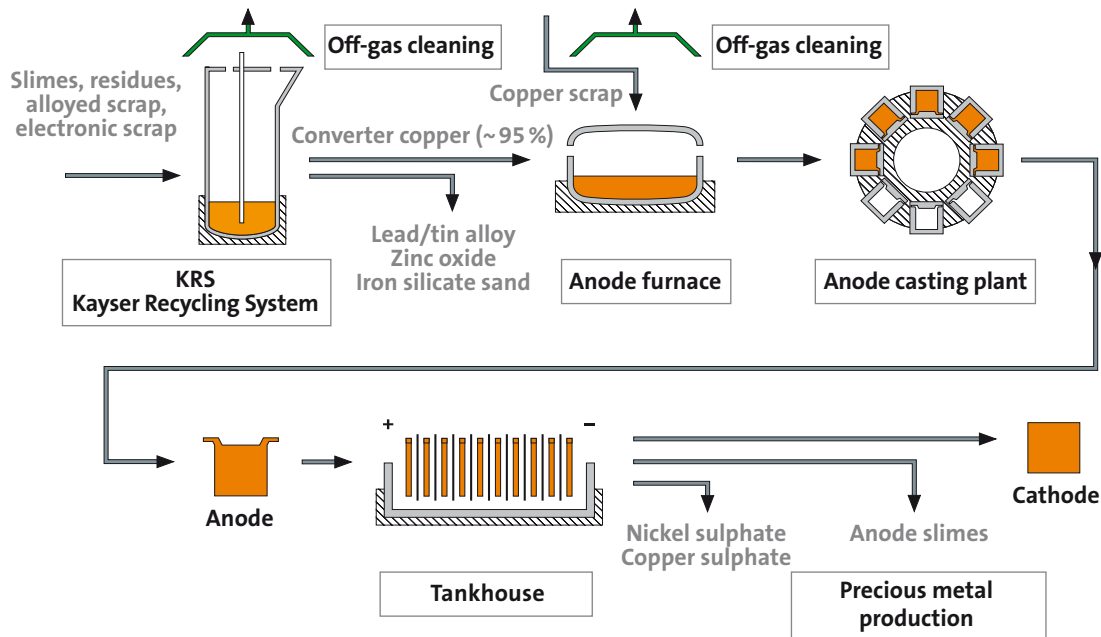 Off-gas cleaning
Off-gas cleaning
Slimes, residues,
alloyed scrap,
electronic scrap
Copper scrap
Converter copper (~ 95 %)
Lead/tin alloy
Zinc oxide
Iron silicate sand
KRS
Kayser Recycling System
Anode furnace
Anode casting plant
+
–
Anode
Cathode
Nickel sulphate
Copper sulphate
Anode slimes
Tankhouse
Precious metal
production